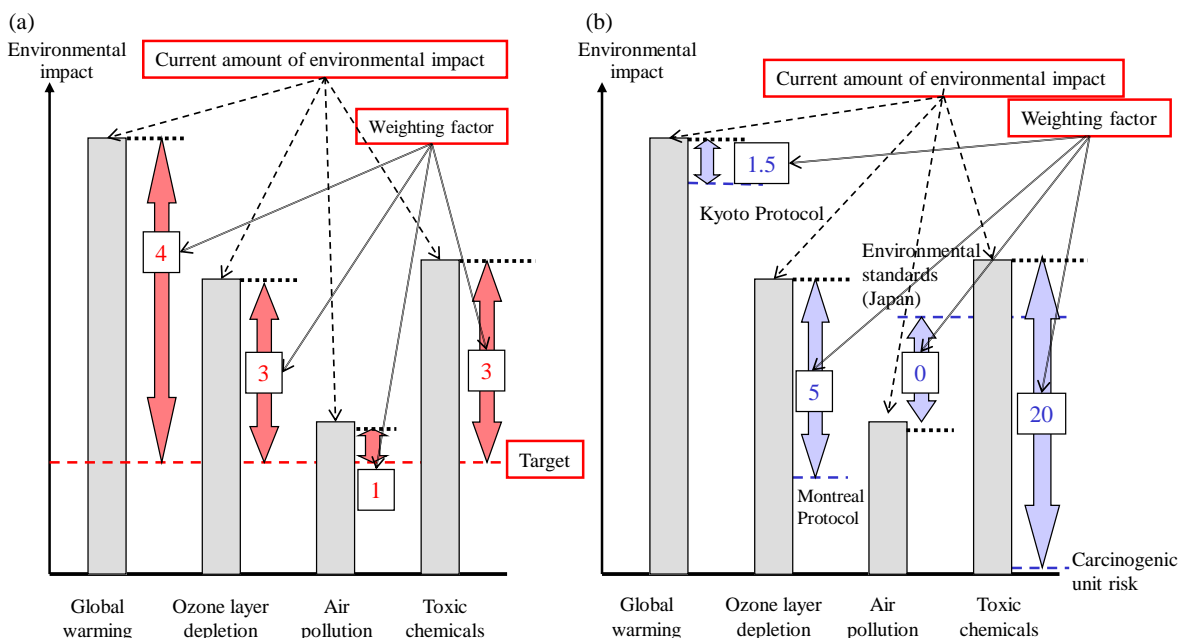 (a)
Environmental
impact
Current amount of environmental impact
Weighting factor
4
3
1
3
Target
Global
warming
Ozone layer
depletion
Air
pollution
Toxic
chemicals
(b)
Environmental
impact
Current amount of environmental impact
Weighting factor
1.5
Kyoto Protocol
Environmental
standards
(Japan)
5
0
20
Montreal
Protocol
Carcinogenic
unit risk
Global
warming
Ozone layer
depletion
Air
pollution
Toxic
chemicals